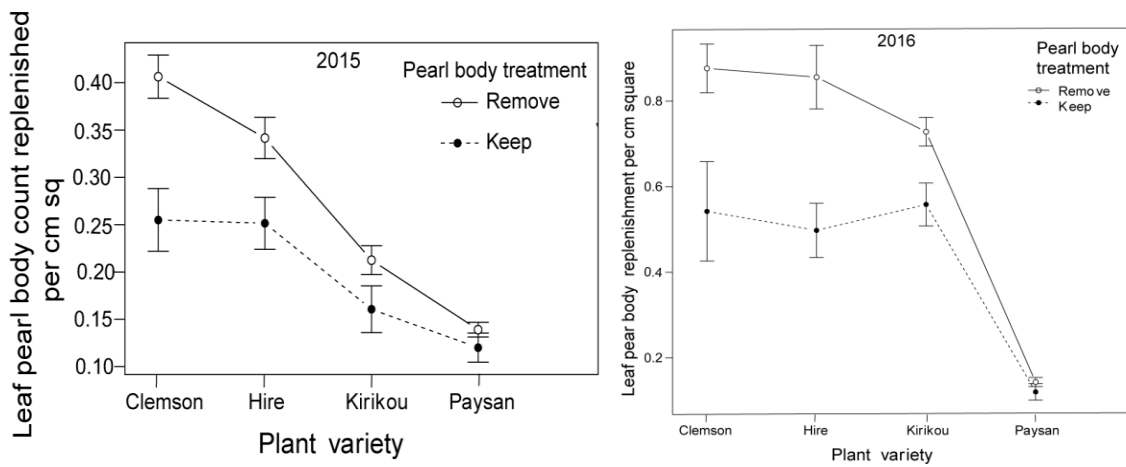 2015
Pearl body treatment
Remove
Keep
Leaf pearl body count replenished
per cm sq
0.40
0.35
0.30
0.25
0.20
0.15
0.10
Clemson Hire Kirikou Paysan
Plant variety
2016
Pearl body
treatment
Remove
Keep
Leaf pear body replenishment per cm square
0.8
0.6
0.4
0.2
Clemson Hire Kirikou Paysan
Plant variety